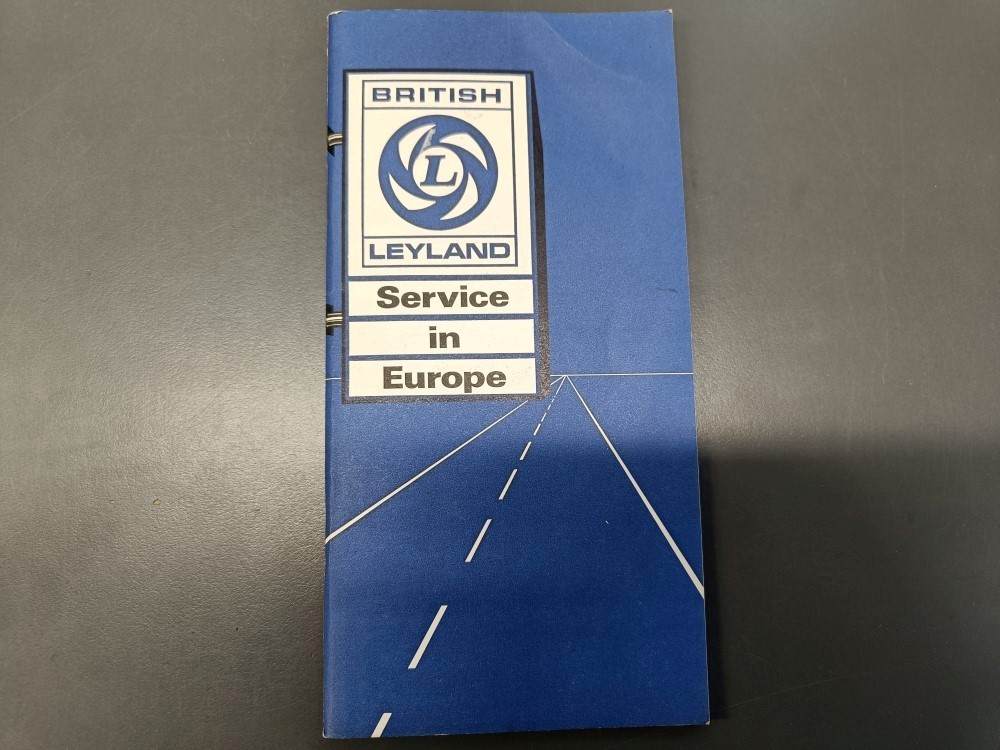 BRITISH
L
LEYLAND
Service
in
Europe